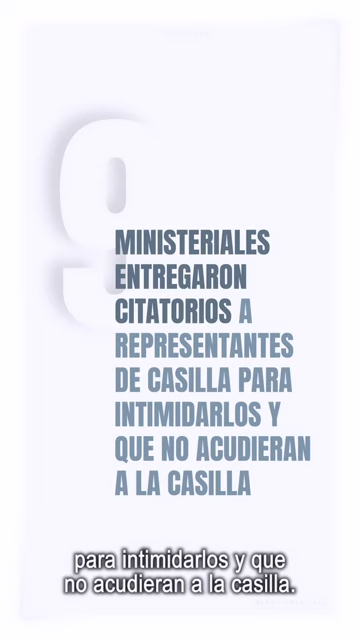 9
MINISTERIALES
ENTREGARON
CITATORIOS A
REPRESENTANTES
DE CASILLA PARA
INTIMIDARLOS Y
QUE NO ACUDIERAN
A LA CASILLA
para intimidarlos y que
no acudieran a la casilla.